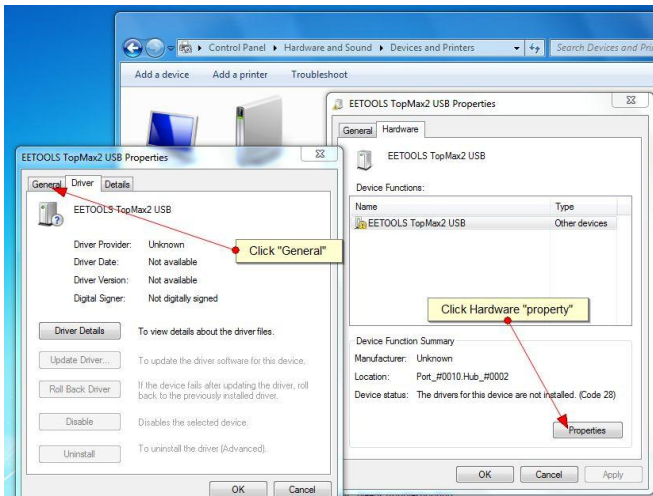 Control Panel ▸ Hardware and Sound ▸ Devices and Printers
Search Devices and Pri
Add a device Add a printer Troubleshoot
EETOOLS TopMax2 USB Properties
General Hardware
EETOOLS TopMax2 USB
Device Functions:
Name Type
EETOOLS TopMax2 USB Other devices
Click Hardware "property"
Device Function Summary
Manufacturer: Unknown
Location: Port_#0010.Hub_#0002
Device status: The drivers for this device are not installed. (Code 28)
Properties
OK Cancel Apply
EETOOLS TopMax2 USB Properties
General Driver Details
EETOOLS TopMax2 USB
Driver Provider: Unknown
Click "General"
Driver Date: Not available
Driver Version: Not available
Digital Signer: Not digitally signed
Driver Details To view details about the driver files.
Update Driver... To update the driver software for this device.
Roll Back Driver If the device fails after updating the driver, roll
back to the previously installed driver.
Disable Disables the selected device.
Uninstall To uninstall the driver (Advanced).
OK Cancel